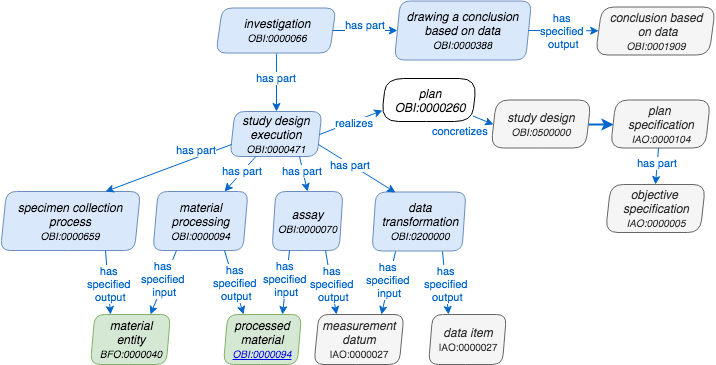 investigation
OBI:0000066
has part
drawing a conclusion
based on data
OBI:0000388
has
specified
output
conclusion based
on data
OBI:0001909
has part
plan
OBI:0000260
study design
execution
OBI:0000471
realizes
concretizes
study design
OBI:0500000
plan
specification
IAO:0000104
has part
has part
has part
has part
has part
objective
specification
IAO:0000005
specimen collection
process
OBI:0000659
material
processing
OBI:0000094
assay
OBI:0000070
data
transformation
OBI:0200000
has
specified
output
has
specified
input
has
specified
output
has
specified
input
has
specified
output
has
specified
input
has
specified
output
material
entity
BFO:0000040
processed
material
OBI:0000094
measurement
datum
IAO:0000027
data item
IAO:0000027